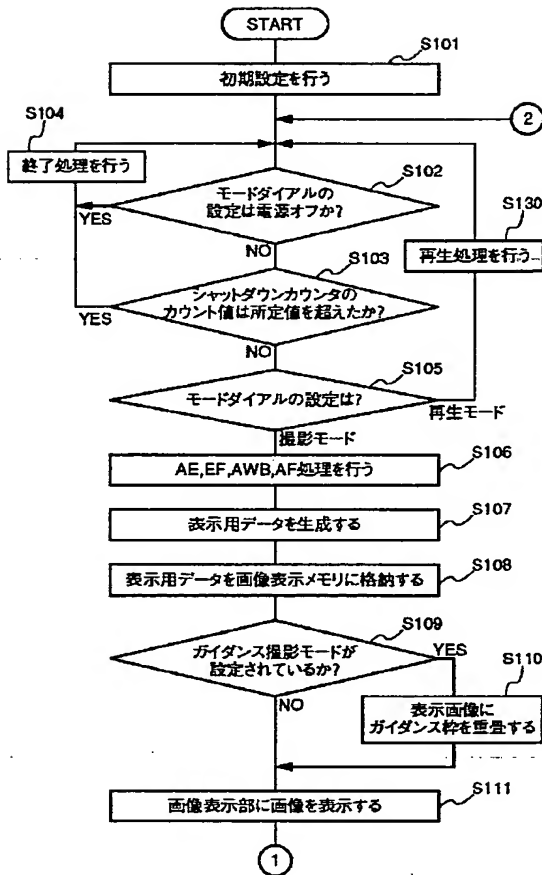 START
S101
初期設定を行う
2
S104
終了処理を行う
S102
モードダイアルの
設定は電源オフか?
YES
NO
S130
再生処理を行う
S103
シャットダウンカウンタの
カウント値は所定値を超えたか?
YES
NO
S105
モードダイアルの設定は?
再生モード
撮影モード
S106
AE,EF,AWB,AF処理を行う
S107
表示用データを生成する
S108
表示用データを画像表示メモリに格納する
S109
ガイダンス撮影モードが
設定されているか?
YES
NO
S110
表示画像に
ガイダンス枠を重畳する
S111
画像表示部に画像を表示する
1